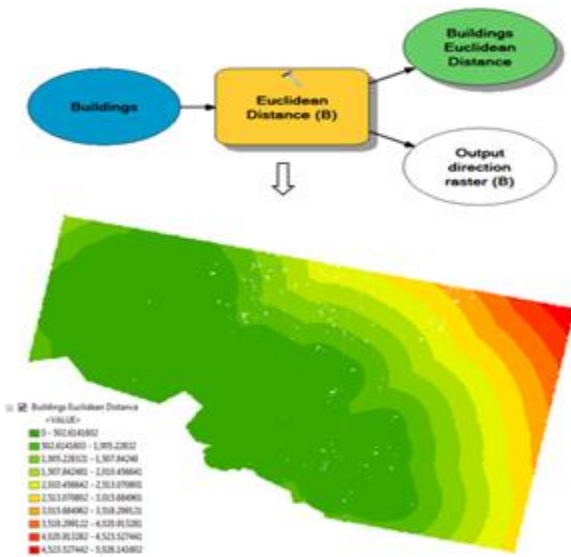 Buildings
Euclidean
Distance
Buildings
Euclidean
Distance (B)
Output
direction
raster (B)
Buildings Euclidean Distance
<VALUE>
0 – 502.6141602
502.6141603 – 1,005.22832
1,005.228321 – 1,507.84248
1,507.842481 – 2,010.456641
2,010.456642 – 2,513.070801
2,513.070802 – 3,015.684961
3,015.684962 – 3,518.299121
3,518.299122 – 4,020.913281
4,020.913282 – 4,523.527441
4,523.527442 – 5,026.141602